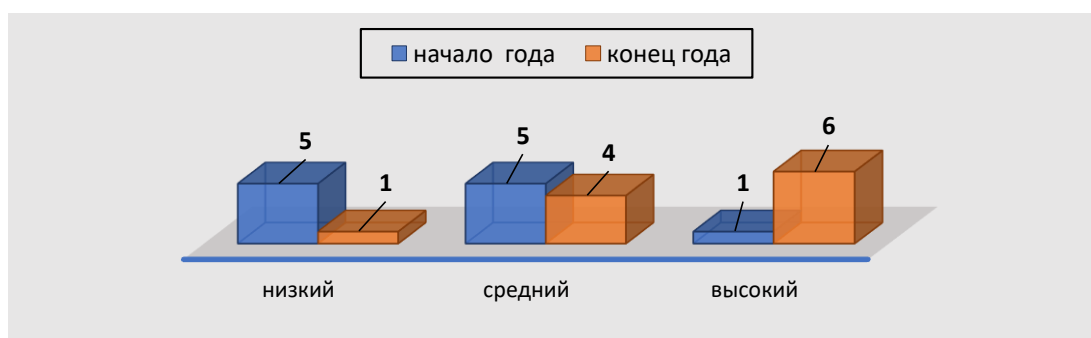 начало года конец года
6
5 5 4
1 1
низкий средний высокий